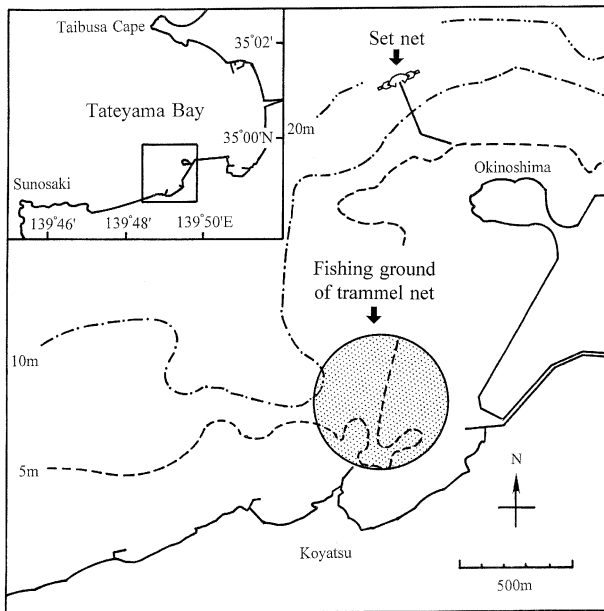 Taibusa Cape
35°02'
Tateyama Bay
35°00'N
Sunosaki
139°46'
139°48'
139°50'E
Set net
20m
Okinoshima
Fishing ground
of trammel net
10m
5m
Koyatsu
N
500m